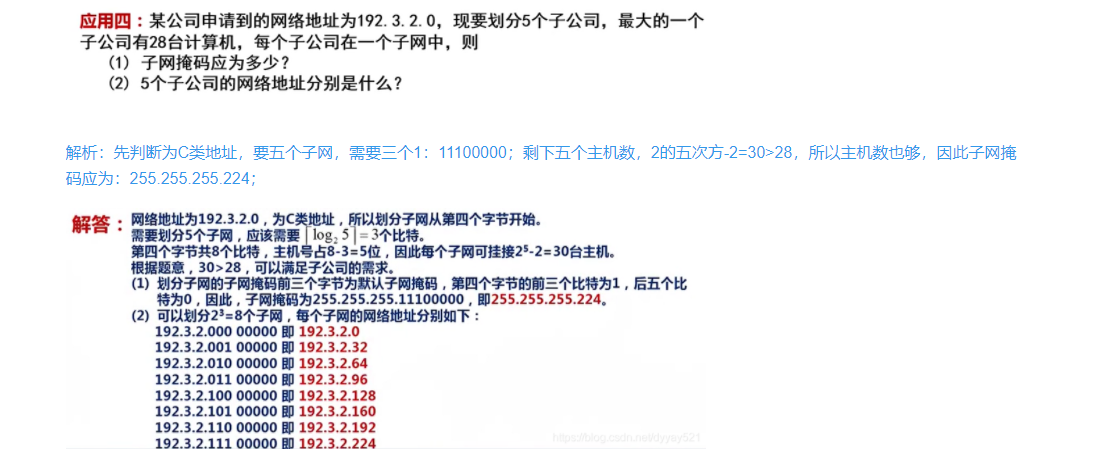 应用四：某公司申请到的网络地址为192.3.2.0，现要划分5个子公司，最大的一个
子公司有28台计算机，每个子公司在一个子网中，则
(1) 子网掩码应为多少？
(2) 5个子公司的网络地址分别是什么？
解析：先判断为C类地址，要五个子网，需要三个1：11100000；剩下五个主机数，2的五次方-2=30>28，所以主机数也够，因此子网掩
码应为：255.255.255.224；
解答：网络地址为192.3.2.0，为C类地址，所以划分子网从第四个字节开始。
需要划分5个子网，应该需要⌈log₂ 5⌉=3个比特。
第四个字节共8个比特，主机号占8-3=5位，因此每个子网可挂接2⁵-2=30台主机。
根据题意，30>28，可以满足子公司的需求。
(1) 划分子网的子网掩码前三个字节为默认子网掩码，第四个字节的前三个比特为1，后五个比
特为0，因此，子网掩码为255.255.255.11100000，即255.255.255.224。
(2) 可以划分2³=8个子网，每个子网的网络地址分别如下：
192.3.2.000 00000 即 192.3.2.0
192.3.2.001 00000 即 192.3.2.32
192.3.2.010 00000 即 192.3.2.64
192.3.2.011 00000 即 192.3.2.96
192.3.2.100 00000 即 192.3.2.128
192.3.2.101 00000 即 192.3.2.160
192.3.2.110 00000 即 192.3.2.192
192.3.2.111 00000 即 192.3.2.224